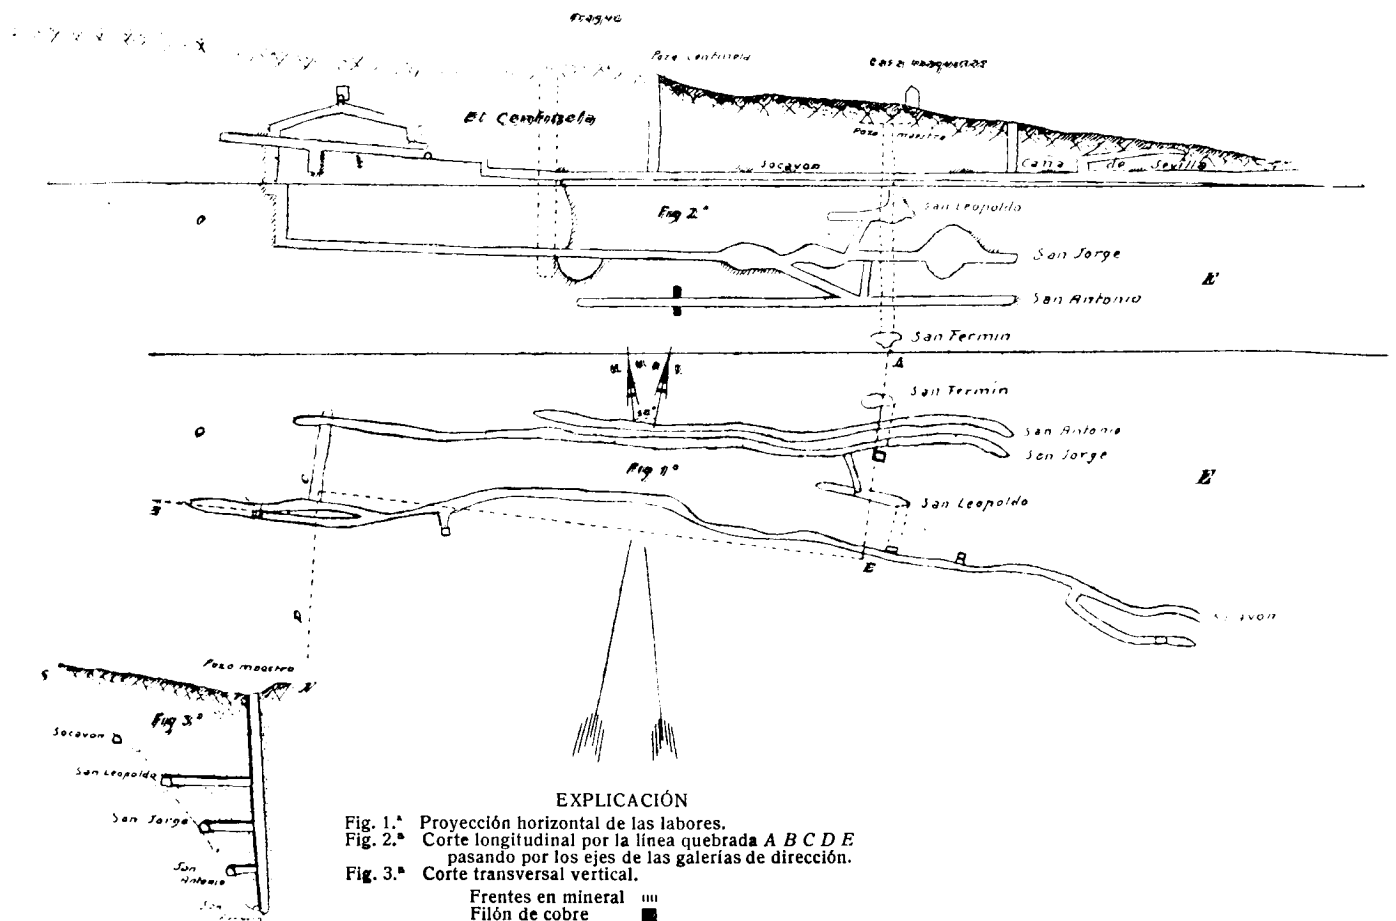 Fragua
Pozo Centinela
Casa maquinas
El Centinela
Pozo maestro
Socavon
Caña de Sevilla
O
Fig 2.ª
San Leopoldo
San Jorge
E
San Antonio
San Fermin
A
San Fermin
O
San Antonio
San Jorge
Fig 1.ª
E
C
San Leopoldo
B
E
D
Socavon
Pozo maestro
S
N
Fig 3.ª
Socavon
San Leopoldo
San Jorge
San
Antonio
San
Fermin
EXPLICACIÓN
Fig. 1.ª Proyección horizontal de las labores.
Fig. 2.ª Corte longitudinal por la línea quebrada A B C D E
pasando por los ejes de las galerías de dirección.
Fig. 3.ª Corte transversal vertical.
Frentes en mineral
Filón de cobre